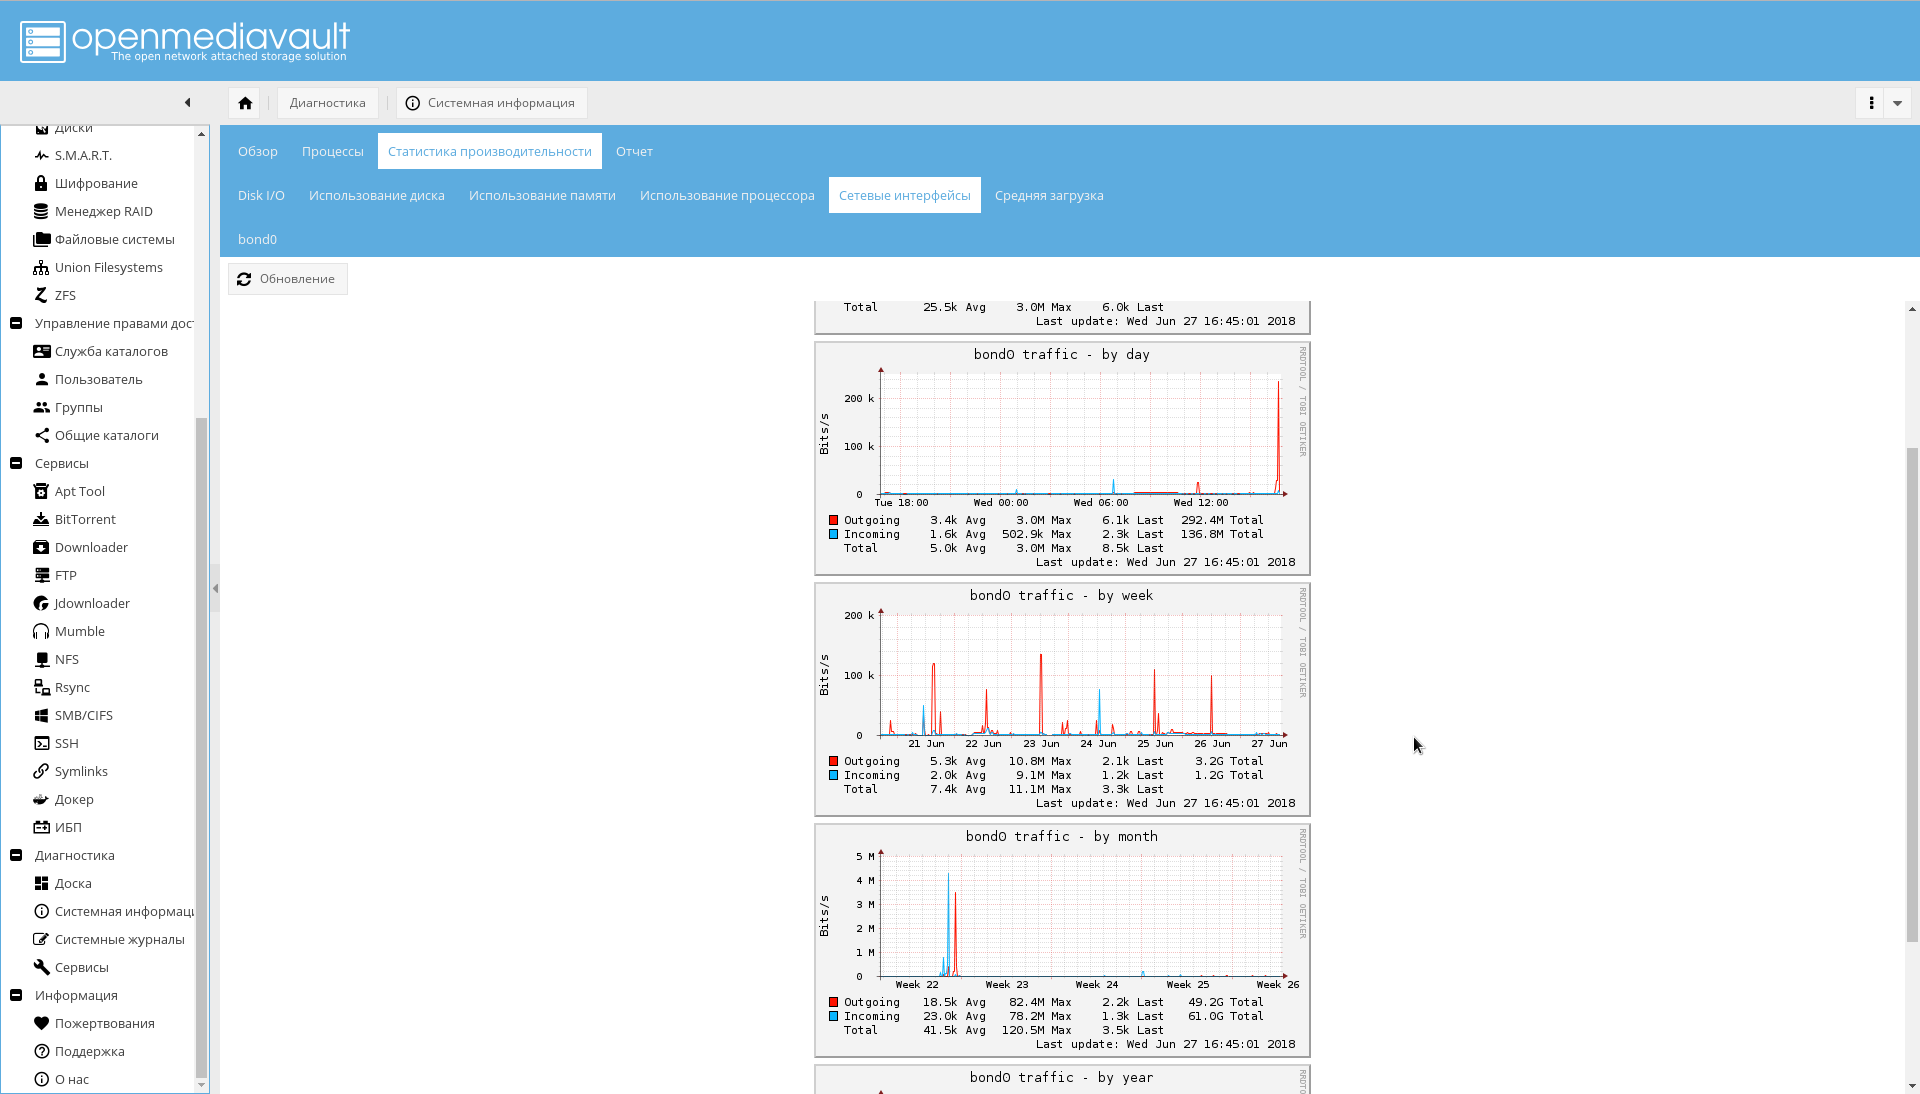 openmediavault
The open network attached storage solution
Диагностика
Системная информация
Диски
S.M.A.R.T.
Шифрование
Менеджер RAID
Файловые системы
Union Filesystems
ZFS
Управление правами дос
Служба каталогов
Пользователь
Группы
Общие каталоги
Сервисы
Apt Tool
BitTorrent
Downloader
FTP
Jdownloader
Mumble
NFS
Rsync
SMB/CIFS
SSH
Symlinks
Докер
ИБП
Диагностика
Доска
Системная информаци
Системные журналы
Сервисы
Информация
Пожертвования
Поддержка
О нас
Обзор Процессы Статистика производительности Отчет
Disk I/O Использование диска Использование памяти Использование процессора Сетевые интерфейсы Средняя загрузка
bond0
Обновление
Total 25.5k Avg 3.0M Max 6.0k Last
Last update: Wed Jun 27 16:45:01 2018
bond0 traffic - by day
RRDTOOL / TOBI OETIKER
Bits/s
200 k
100 k
0
Tue 18:00 Wed 00:00 Wed 06:00 Wed 12:00
Outgoing 3.4k Avg 3.0M Max 6.1k Last 292.4M Total
Incoming 1.6k Avg 502.9k Max 2.3k Last 136.8M Total
Total 5.0k Avg 3.0M Max 8.5k Last
Last update: Wed Jun 27 16:45:01 2018
bond0 traffic - by week
RRDTOOL / TOBI OETIKER
Bits/s
200 k
100 k
0
21 Jun 22 Jun 23 Jun 24 Jun 25 Jun 26 Jun 27 Jun
Outgoing 5.3k Avg 10.8M Max 2.1k Last 3.2G Total
Incoming 2.0k Avg 9.1M Max 1.2k Last 1.2G Total
Total 7.4k Avg 11.1M Max 3.3k Last
Last update: Wed Jun 27 16:45:01 2018
bond0 traffic - by month
RRDTOOL / TOBI OETIKER
Bits/s
5 M
4 M
3 M
2 M
1 M
0
Week 22 Week 23 Week 24 Week 25 Week 26
Outgoing 18.5k Avg 82.4M Max 2.2k Last 49.2G Total
Incoming 23.0k Avg 78.2M Max 1.3k Last 61.0G Total
Total 41.5k Avg 120.5M Max 3.5k Last
Last update: Wed Jun 27 16:45:01 2018
bond0 traffic - by year
RRDTO